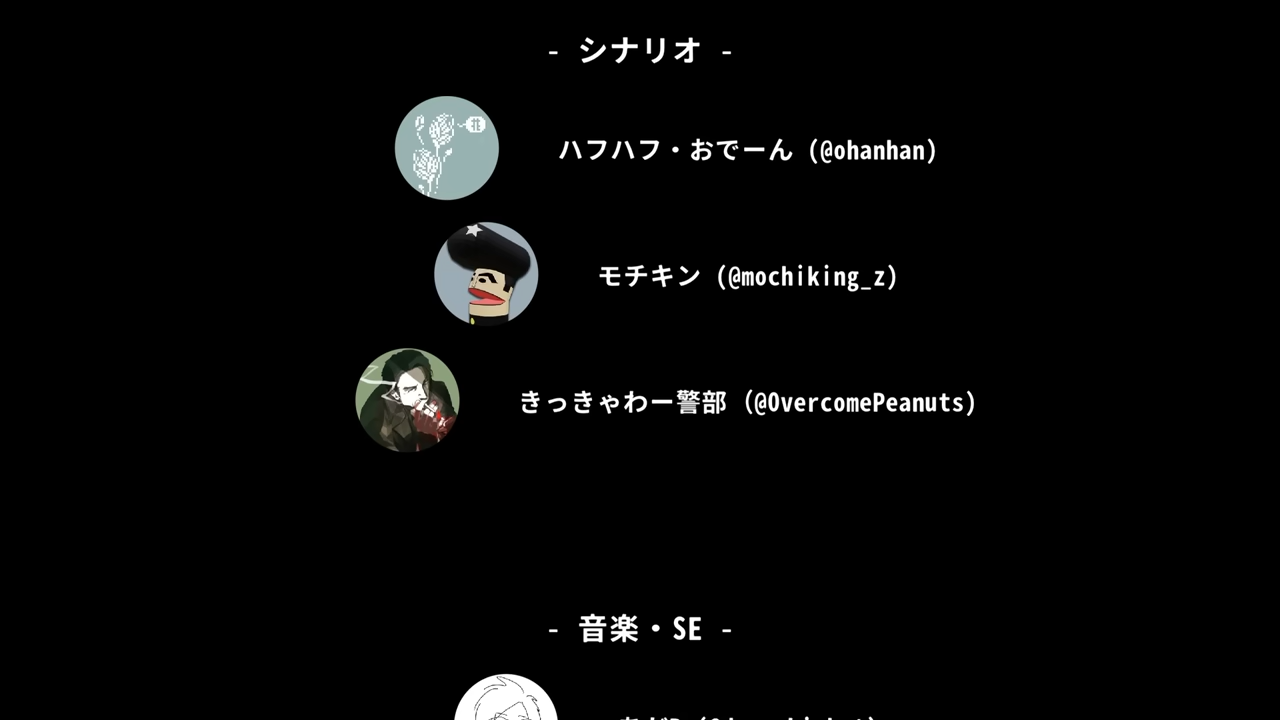 - シナリオ -
花
ハフハフ・おでーん (@ohanhan)
モチキン (@mochiking_z)
きっきゃわー警部 (@OvercomePeanuts)
- 音楽・SE -